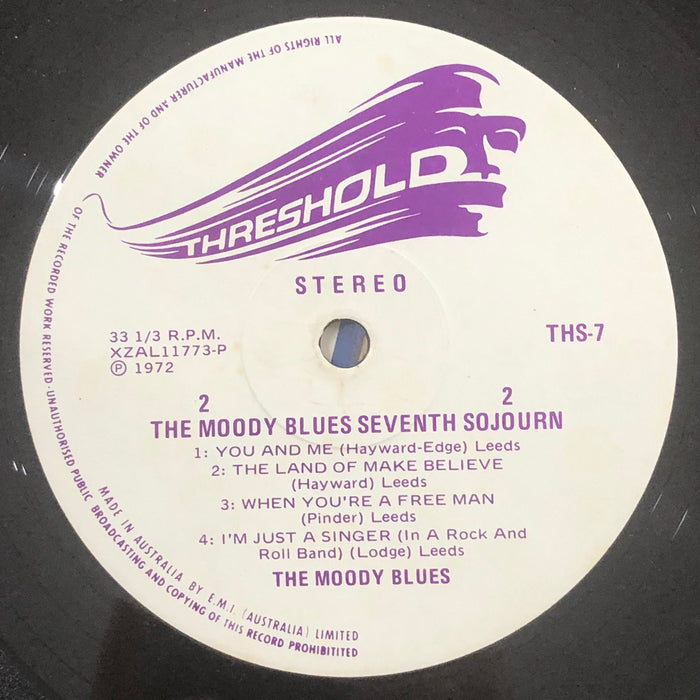 ALL RIGHTS OF THE MANUFACTURER AND OF THE OWNER
OF THE RECORDED WORK RESERVED · UNAUTHORISED PUBLIC BROADCASTING AND COPYING OF THIS RECORD PROHIBITITED
THRESHOLD
STEREO
33 1/3 R.P.M.
XZAL11773-P
Ⓟ 1972
THS-7
2 2
THE MOODY BLUES SEVENTH SOJOURN
1: YOU AND ME (Hayward-Edge) Leeds
2: THE LAND OF MAKE BELIEVE
(Hayward) Leeds
3: WHEN YOU'RE A FREE MAN
(Pinder) Leeds
4: I'M JUST A SINGER (In A Rock And
Roll Band) (Lodge) Leeds
THE MOODY BLUES
MADE IN AUSTRALIA BY E.M.I. (AUSTRALIA) LIMITED